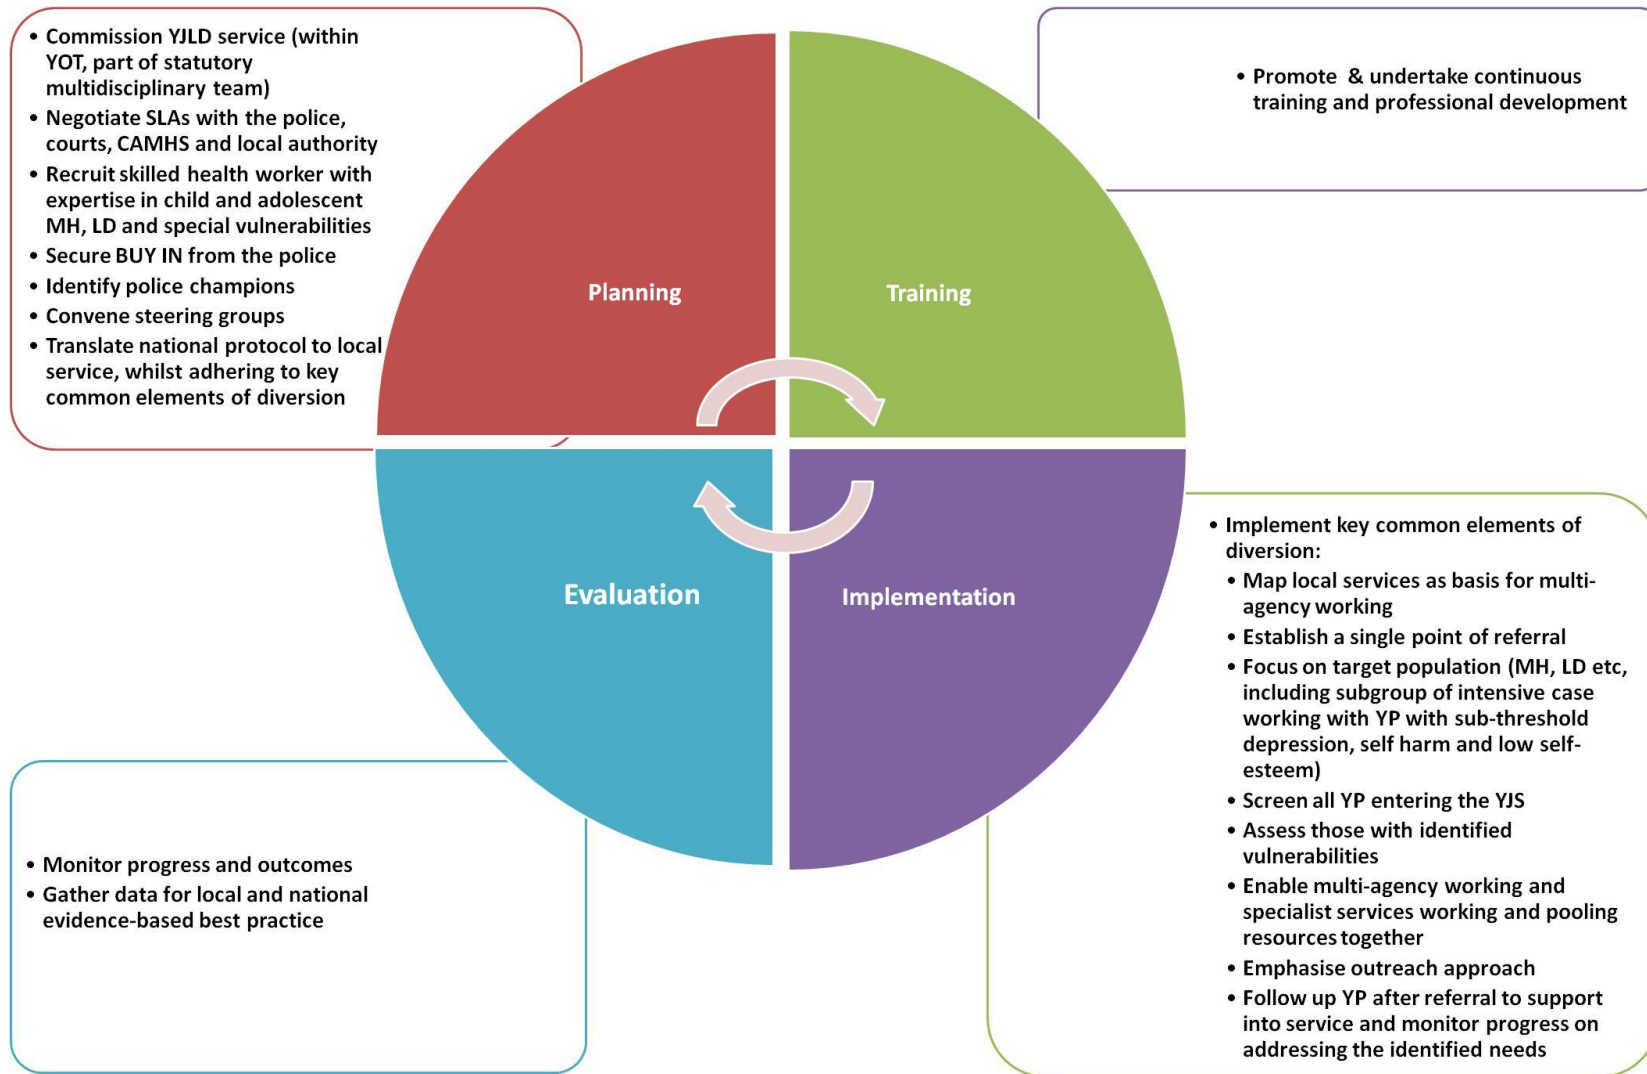 • Commission YJLD service (within
YOT, part of statutory
multidisciplinary team)
• Negotiate SLAs with the police,
courts, CAMHS and local authority
• Recruit skilled health worker with
expertise in child and adolescent
MH, LD and special vulnerabilities
• Secure BUY IN from the police
• Identify police champions
• Convene steering groups
• Translate national protocol to local
service, whilst adhering to key
common elements of diversion
Planning
Training
• Promote & undertake continuous
training and professional development
Evaluation
Implementation
• Monitor progress and outcomes
• Gather data for local and national
evidence-based best practice
• Implement key common elements of
diversion:
• Map local services as basis for multi-
agency working
• Establish a single point of referral
• Focus on target population (MH, LD etc,
including subgroup of intensive case
working with YP with sub-threshold
depression, self harm and low self-
esteem)
• Screen all YP entering the YJS
• Assess those with identified
vulnerabilities
• Enable multi-agency working and
specialist services working and pooling
resources together
• Emphasise outreach approach
• Follow up YP after referral to support
into service and monitor progress on
addressing the identified needs